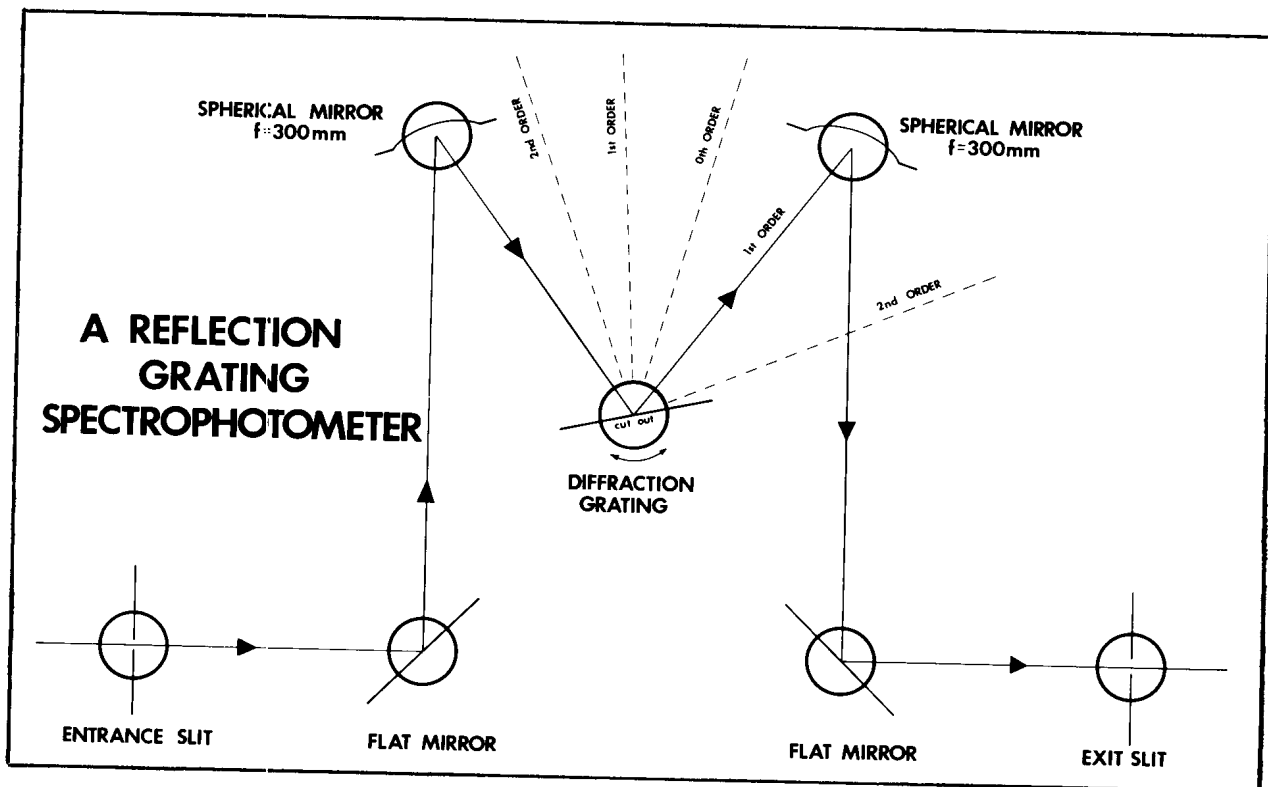 SPHERICAL MIRROR
f=300mm
2nd ORDER
1st ORDER
0th ORDER
SPHERICAL MIRROR
f=300mm
1st ORDER
2nd ORDER
A REFLECTION
GRATING
SPECTROPHOTOMETER
cut out
DIFFRACTION
GRATING
ENTRANCE SLIT
FLAT MIRROR
FLAT MIRROR
EXIT SLIT